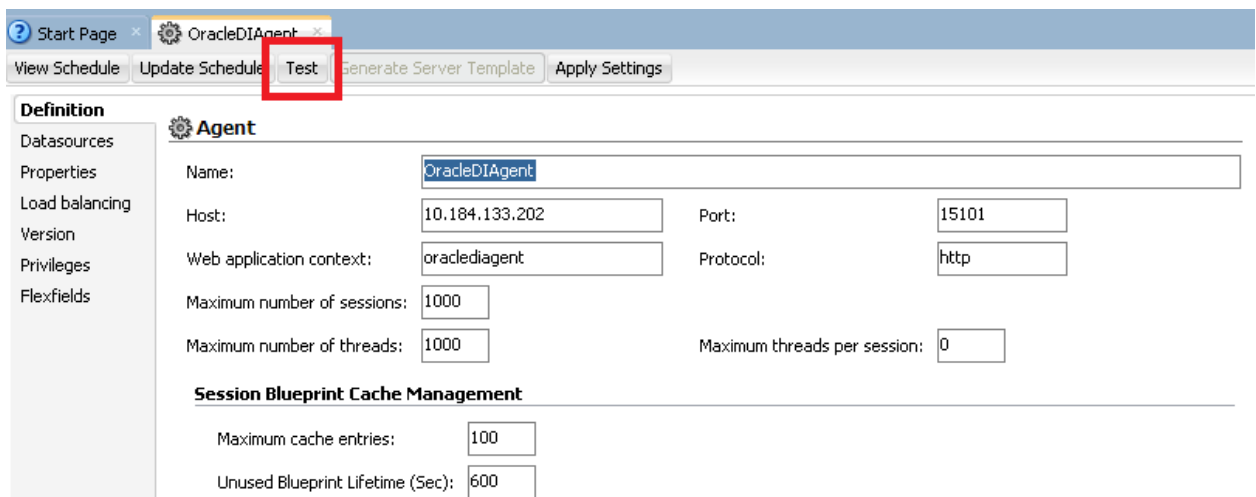 Start Page OracleDIAgent
View Schedule Update Schedule Test Generate Server Template Apply Settings
Definition
Datasources
Properties
Load balancing
Version
Privileges
Flexfields
Agent
Name: OracleDIAgent
Host: 10.184.133.202 Port: 15101
Web application context: oraclediagent Protocol: http
Maximum number of sessions: 1000
Maximum number of threads: 1000 Maximum threads per session: 0
Session Blueprint Cache Management
Maximum cache entries: 100
Unused Blueprint Lifetime (Sec): 600